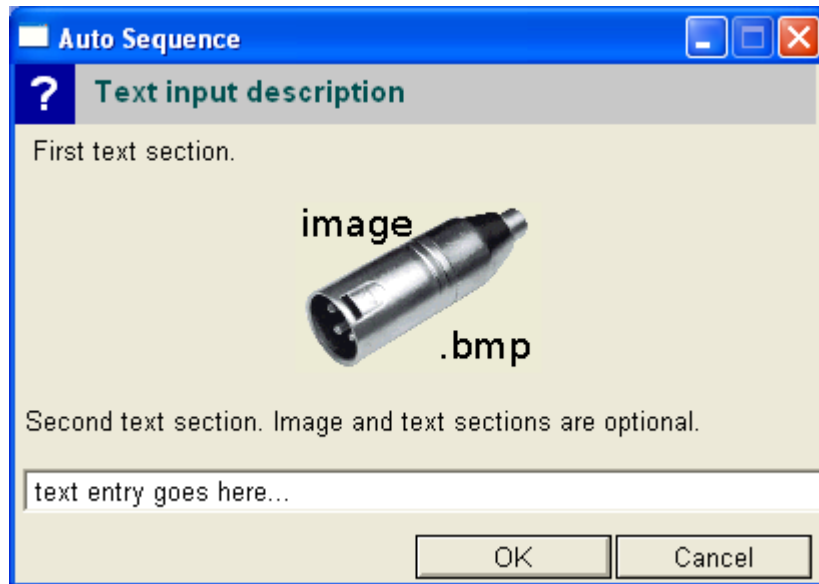 Auto Sequence
? Text input description
First text section.
image
.bmp
Second text section. Image and text sections are optional.
text entry goes here...
OK Cancel